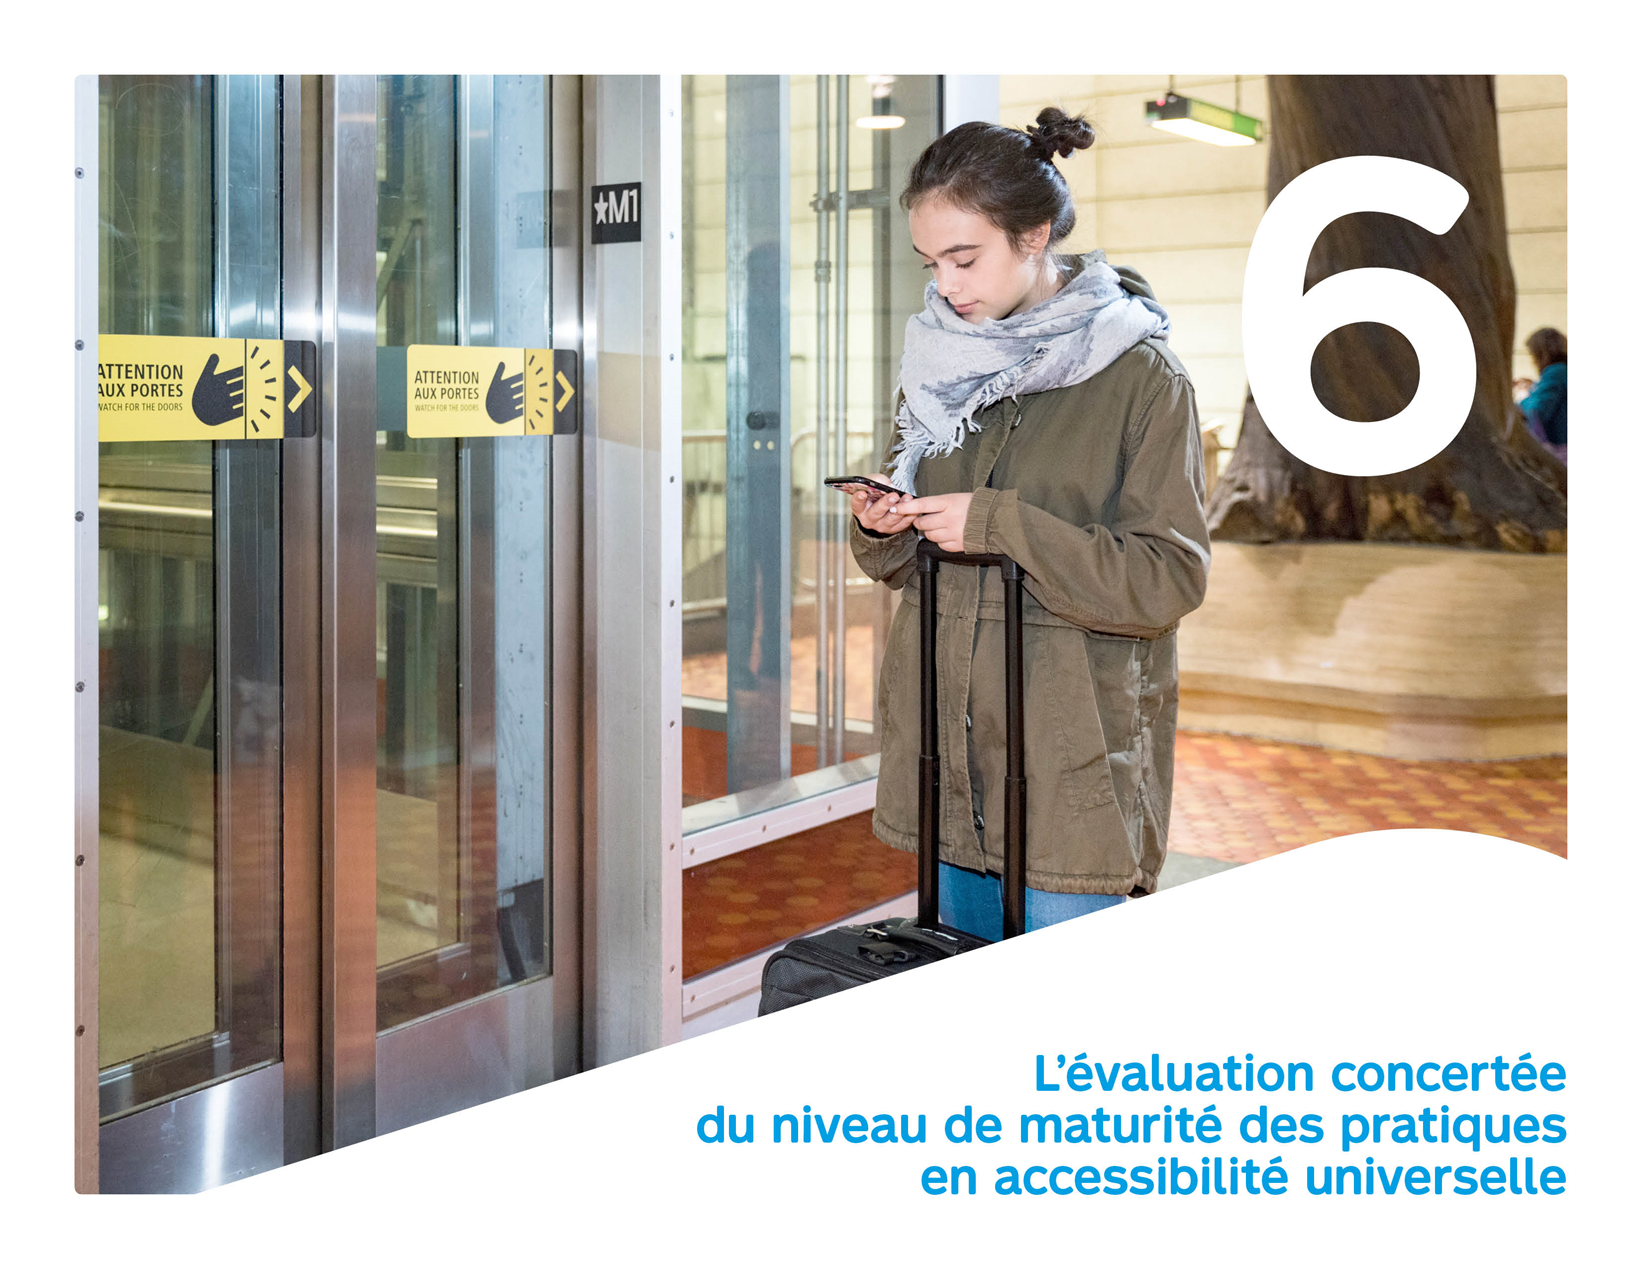 ★M1
6
ATTENTION
AUX PORTES
WATCH FOR THE DOORS
ATTENTION
AUX PORTES
WATCH FOR THE DOORS
L’évaluation concertée
du niveau de maturité des pratiques
en accessibilité universelle